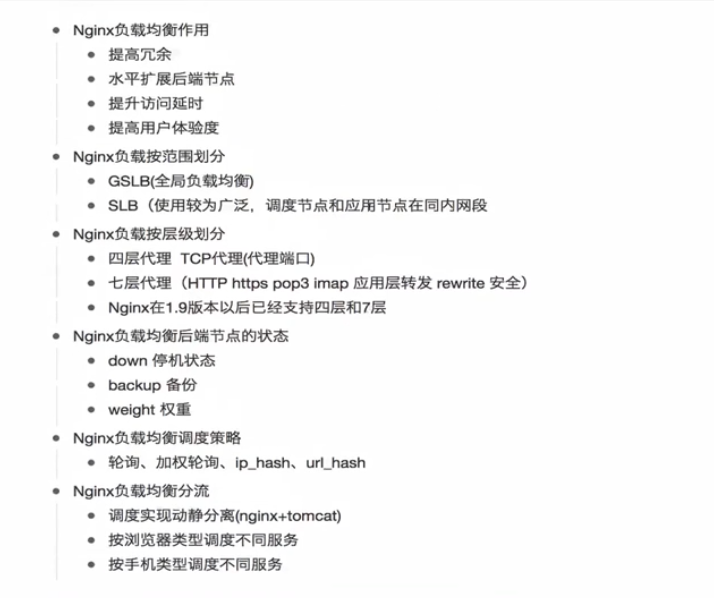 Nginx负载均衡作用
提高冗余
水平扩展后端节点
提升访问延时
提高用户体验度
Nginx负载按范围划分
GSLB(全局负载均衡)
SLB（使用较为广泛，调度节点和应用节点在同内网段
Nginx负载按层级划分
四层代理 TCP代理(代理端口)
七层代理（HTTP https pop3 imap 应用层转发 rewrite 安全）
Nginx在1.9版本以后已经支持四层和7层
Nginx负载均衡后端节点的状态
down 停机状态
backup 备份
weight 权重
Nginx负载均衡调度策略
轮询、加权轮询、ip_hash、url_hash
Nginx负载均衡分流
调度实现动静分离(nginx+tomcat)
按浏览器类型调度不同服务
按手机类型调度不同服务